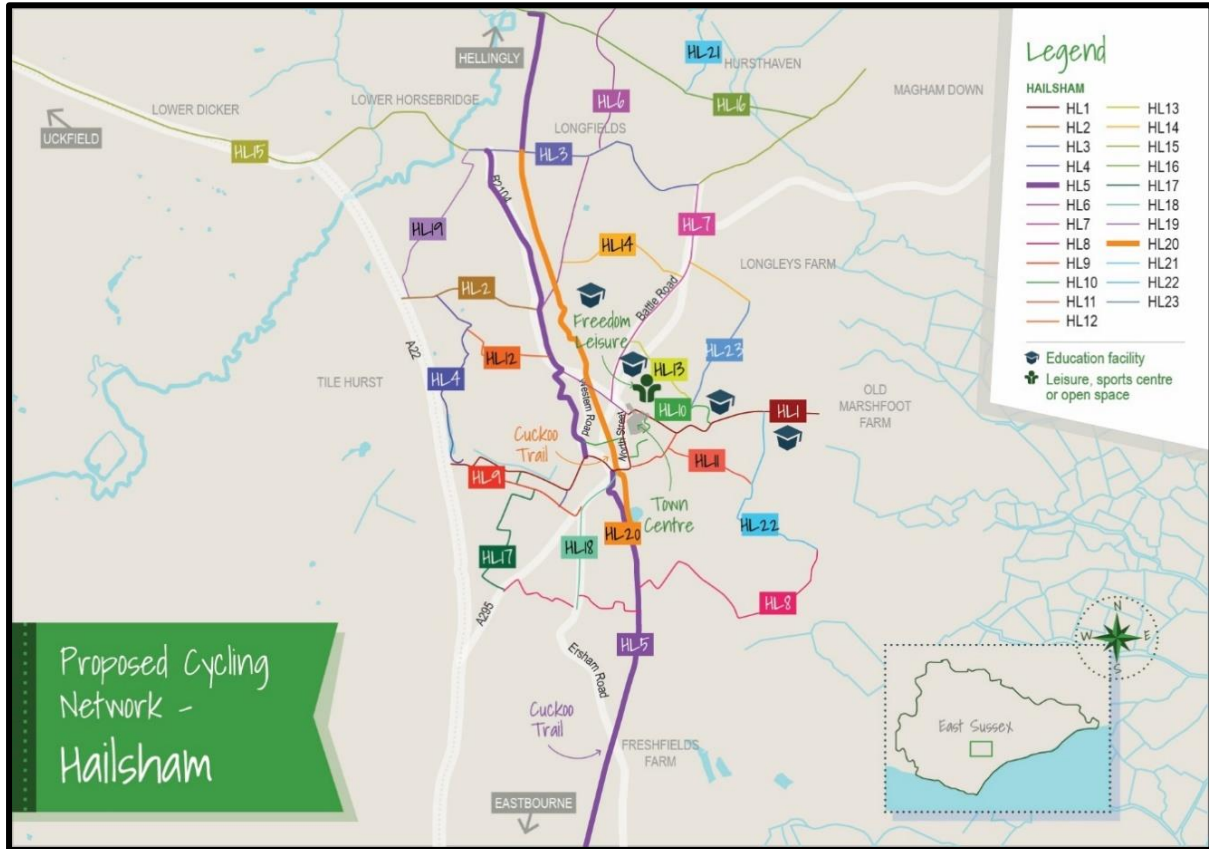 HELLINGLY
HL21
HURSTHAVEN
LOWER DICKER
LOWER HORSEBRIDGE
HL6
LONGFIELDS
HL16
MAGHAM DOWN
UCKFIELD
HL15
HL3
B2104
HL19
HL7
HL14
LONGLEYS FARM
HL2
Battle Road
Freedom
Leisure
A22
HL12
HL23
TILE HURST
HL4
HL13
OLD
MARSHFOOT
FARM
Western Road
North Street
HL10
HL1
Cuckoo
Trail
HL9
HL11
Town
Centre
HL22
HL20
HL17
HL18
HL8
A295
HL5
Ersham Road
Cuckoo
Trail
FRESHFIELDS
FARM
EASTBOURNE
Legend
HAILSHAM
HL1
HL2
HL3
HL4
HL5
HL6
HL7
HL8
HL9
HL10
HL11
HL12
HL13
HL14
HL15
HL16
HL17
HL18
HL19
HL20
HL21
HL22
HL23
Education facility
Leisure, sports centre
or open space
Proposed Cycling
Network -
Hailsham
N
W E
S
East Sussex